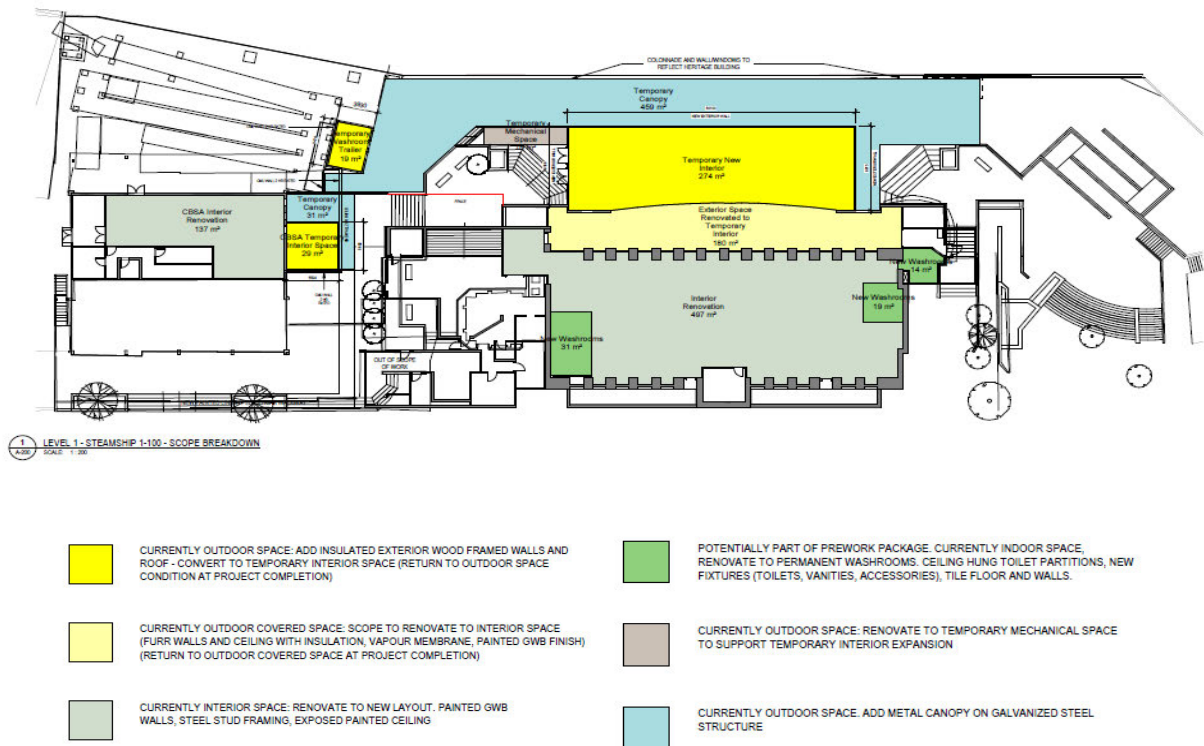 COLONNADE AND WALL/WINDOWS TO
REFLECT HERITAGE BUILDING
Temporary
Canopy
459 m²
NEW EXTERIOR WALL
Temporary
Mechanical
Space
Temporary
Washroom
Trailer
19 m²
Temporary New
Interior
274 m²
CBSA Interior
Renovation
137 m²
Temporary
Canopy
31 m²
CBSA Temporary
Interior Space
29 m²
Exterior Space
Renovated to
Temporary
Interior
180 m²
New Washrooms
14 m²
New Washrooms
19 m²
Interior
Renovation
497 m²
New Washrooms
31 m²
OUT OF SCOPE
OF WORK
1
A-200
LEVEL 1 - STEAMSHIP 1-100 - SCOPE BREAKDOWN
SCALE 1 : 200
CURRENTLY OUTDOOR SPACE: ADD INSULATED EXTERIOR WOOD FRAMED WALLS AND
ROOF - CONVERT TO TEMPORARY INTERIOR SPACE (RETURN TO OUTDOOR SPACE
CONDITION AT PROJECT COMPLETION)
CURRENTLY OUTDOOR COVERED SPACE: SCOPE TO RENOVATE TO INTERIOR SPACE
(FURR WALLS AND CEILING WITH INSULATION, VAPOUR MEMBRANE, PAINTED GWB FINISH)
(RETURN TO OUTDOOR COVERED SPACE AT PROJECT COMPLETION)
CURRENTLY INTERIOR SPACE: RENOVATE TO NEW LAYOUT. PAINTED GWB
WALLS, STEEL STUD FRAMING, EXPOSED PAINTED CEILING
POTENTIALLY PART OF PREWORK PACKAGE. CURRENTLY INDOOR SPACE,
RENOVATE TO PERMANENT WASHROOMS. CEILING HUNG TOILET PARTITIONS, NEW
FIXTURES (TOILETS, VANITIES, ACCESSORIES), TILE FLOOR AND WALLS.
CURRENTLY OUTDOOR SPACE: RENOVATE TO TEMPORARY MECHANICAL SPACE
TO SUPPORT TEMPORARY INTERIOR EXPANSION
CURRENTLY OUTDOOR SPACE. ADD METAL CANOPY ON GALVANIZED STEEL
STRUCTURE